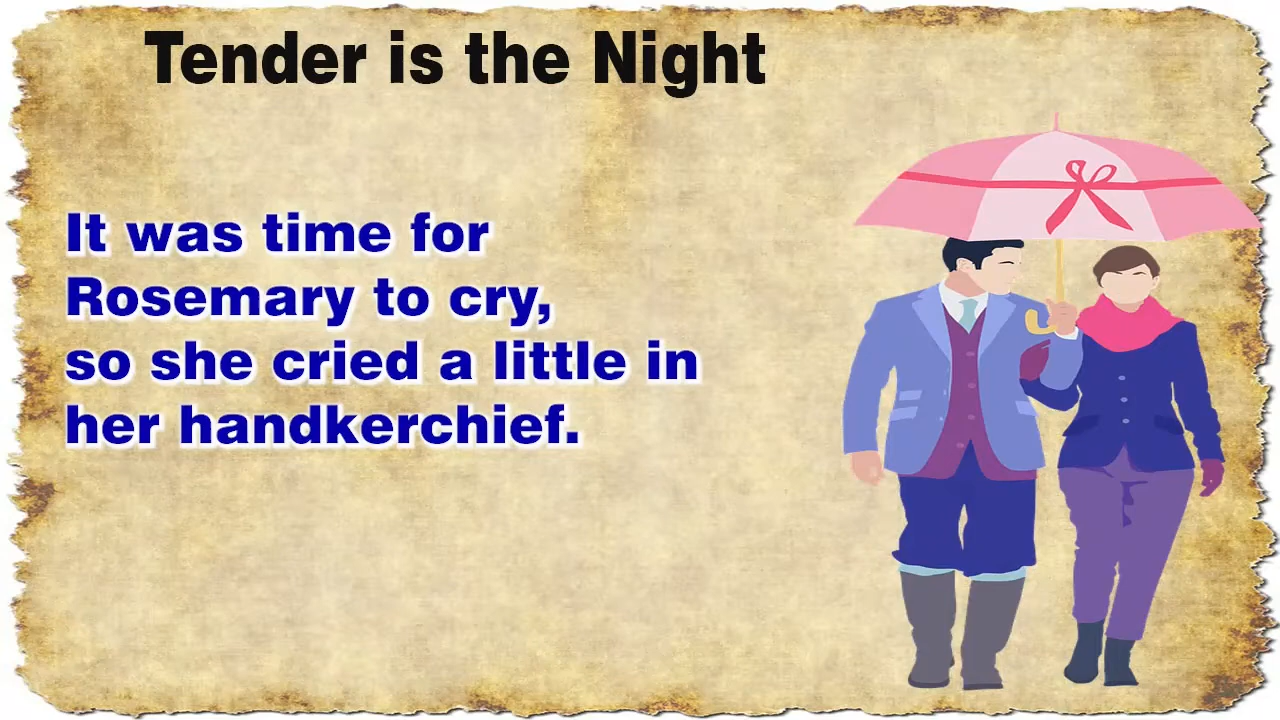 Tender is the Night
It was time for
Rosemary to cry,
so she cried a little in
her handkerchief.